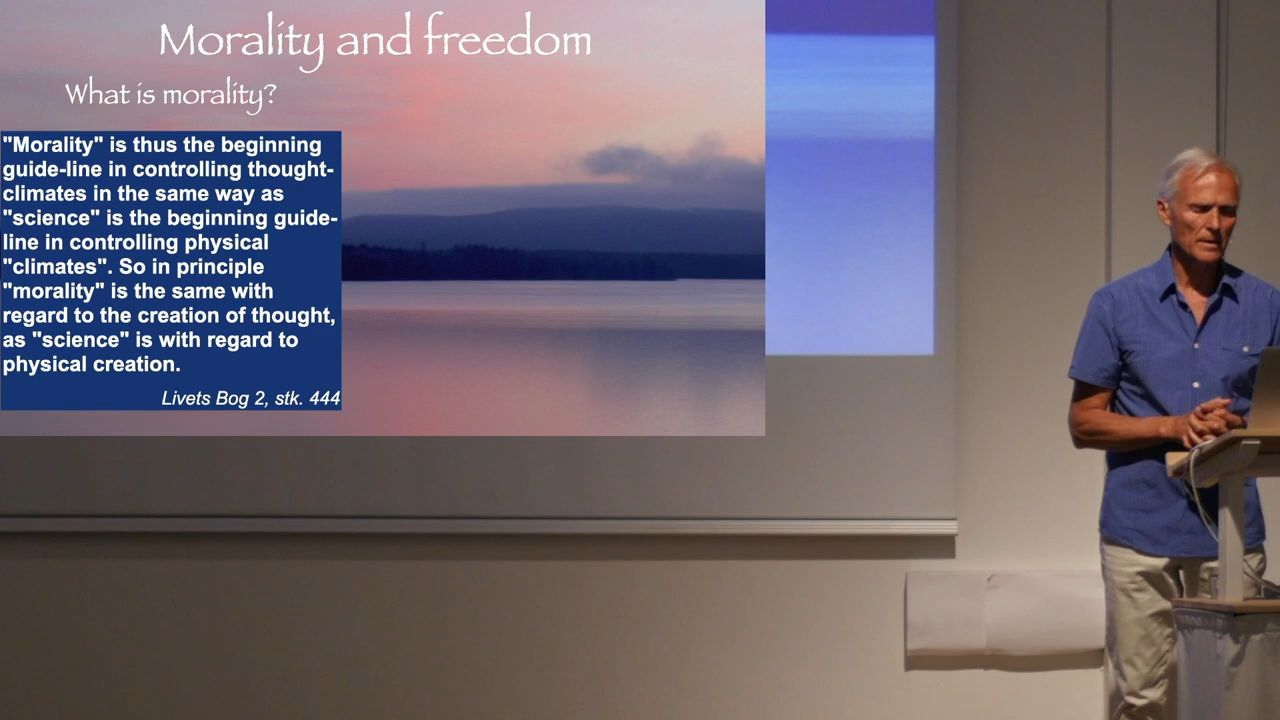 Morality and freedom
What is morality?
"Morality" is thus the beginning
guide-line in controlling thought-
climates in the same way as
"science" is the beginning guide-
line in controlling physical
"climates". So in principle
"morality" is the same with
regard to the creation of thought,
as "science" is with regard to
physical creation.
Livets Bog 2, stk. 444